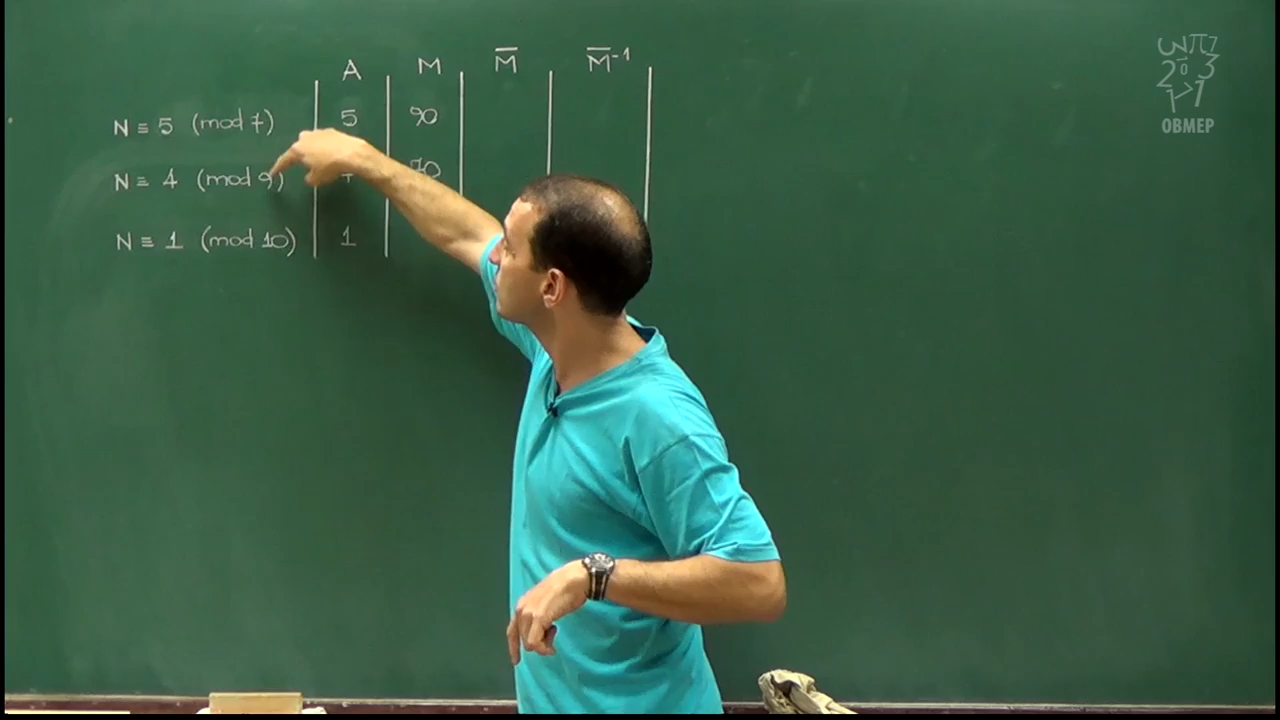 A M M̅ M̅⁻¹
N ≡ 5 (mod 7) 5 90
N ≡ 4 (mod 9) 70
N ≡ 1 (mod 10) 1
OBMEP